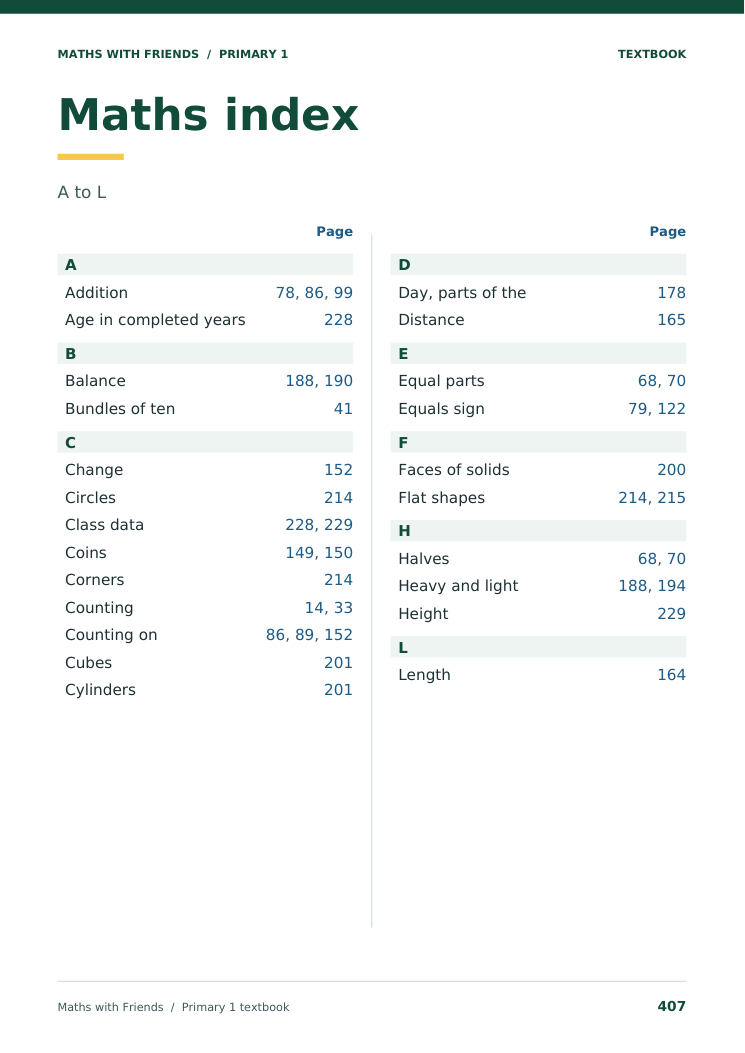 MATHS WITH FRIENDS / PRIMARY 1
TEXTBOOK
Maths index
A to L
Page
A
Addition 78, 86, 99
Age in completed years 228
B
Balance 188, 190
Bundles of ten 41
C
Change 152
Circles 214
Class data 228, 229
Coins 149, 150
Corners 214
Counting 14, 33
Counting on 86, 89, 152
Cubes 201
Cylinders 201
Page
D
Day, parts of the 178
Distance 165
E
Equal parts 68, 70
Equals sign 79, 122
F
Faces of solids 200
Flat shapes 214, 215
H
Halves 68, 70
Heavy and light 188, 194
Height 229
L
Length 164
Maths with Friends / Primary 1 textbook
407